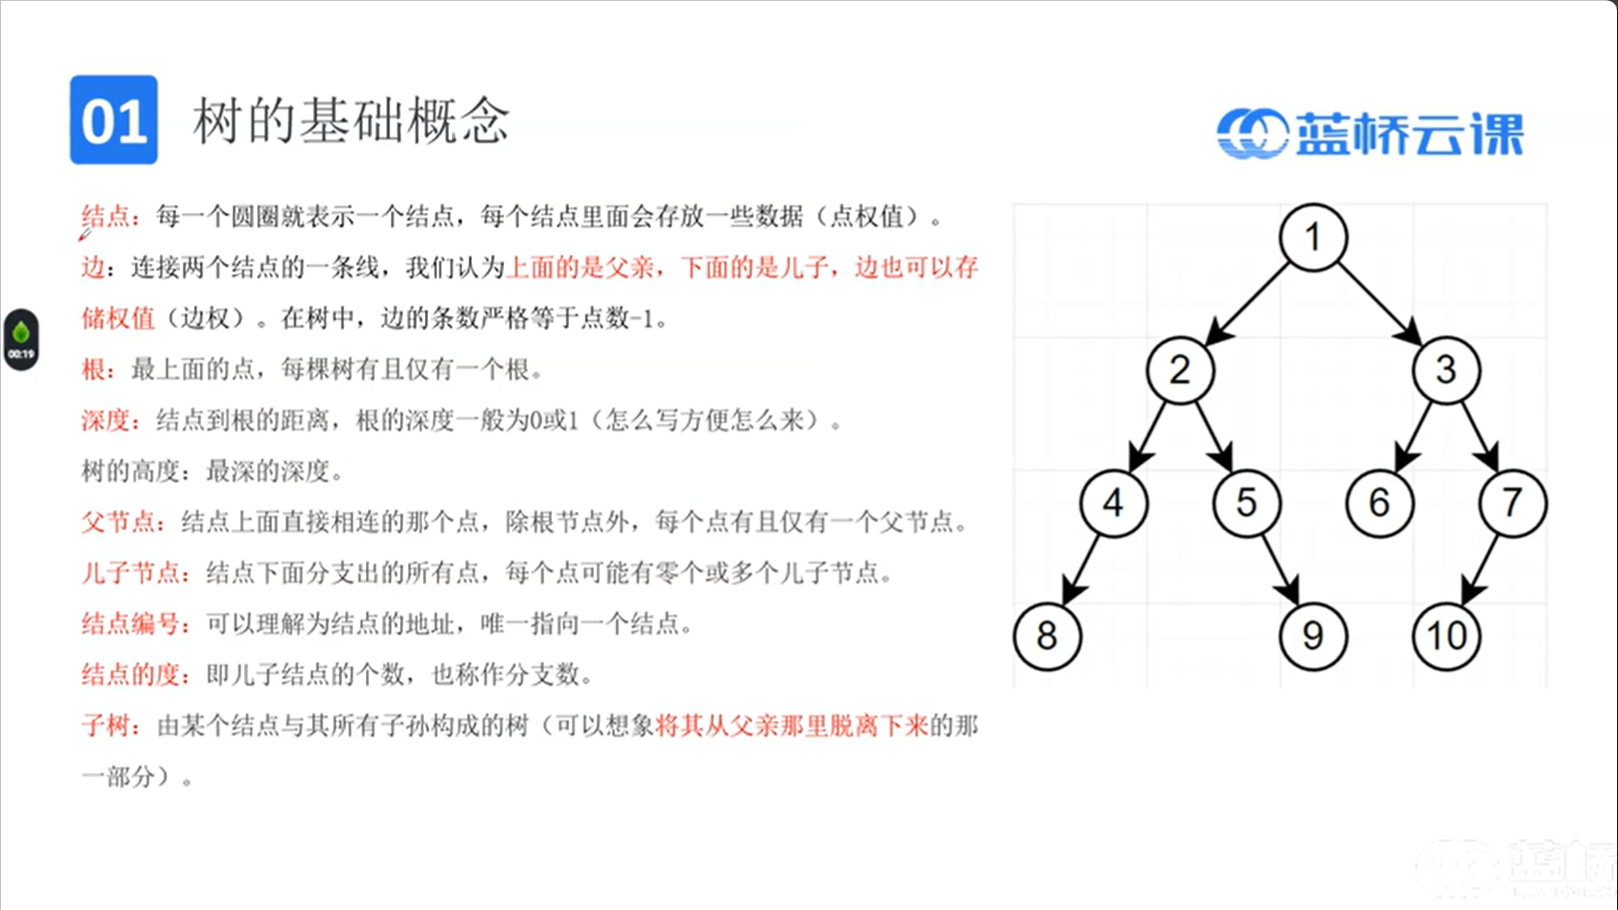 01 树的基础概念
蓝桥云课
结点：每一个圆圈就表示一个结点，每个结点里面会存放一些数据（点权值）。
边：连接两个结点的一条线，我们认为上面的是父亲，下面的是儿子，边也可以存
储权值（边权）。在树中，边的条数严格等于点数-1。
根：最上面的点，每棵树有且仅有一个根。
深度：结点到根的距离，根的深度一般为0或1（怎么写方便怎么来）。
树的高度：最深的深度。
父节点：结点上面直接相连的那个点，除根节点外，每个点有且仅有一个父节点。
儿子节点：结点下面分支出的所有点，每个点可能有零个或多个儿子节点。
结点编号：可以理解为结点的地址，唯一指向一个结点。
结点的度：即儿子结点的个数，也称作分支数。
子树：由某个结点与其所有子孙构成的树（可以想象将其从父亲那里脱离下来的那
一部分）。
00:19
1
2 3
4 5 6 7
8 9 10
蓝桥